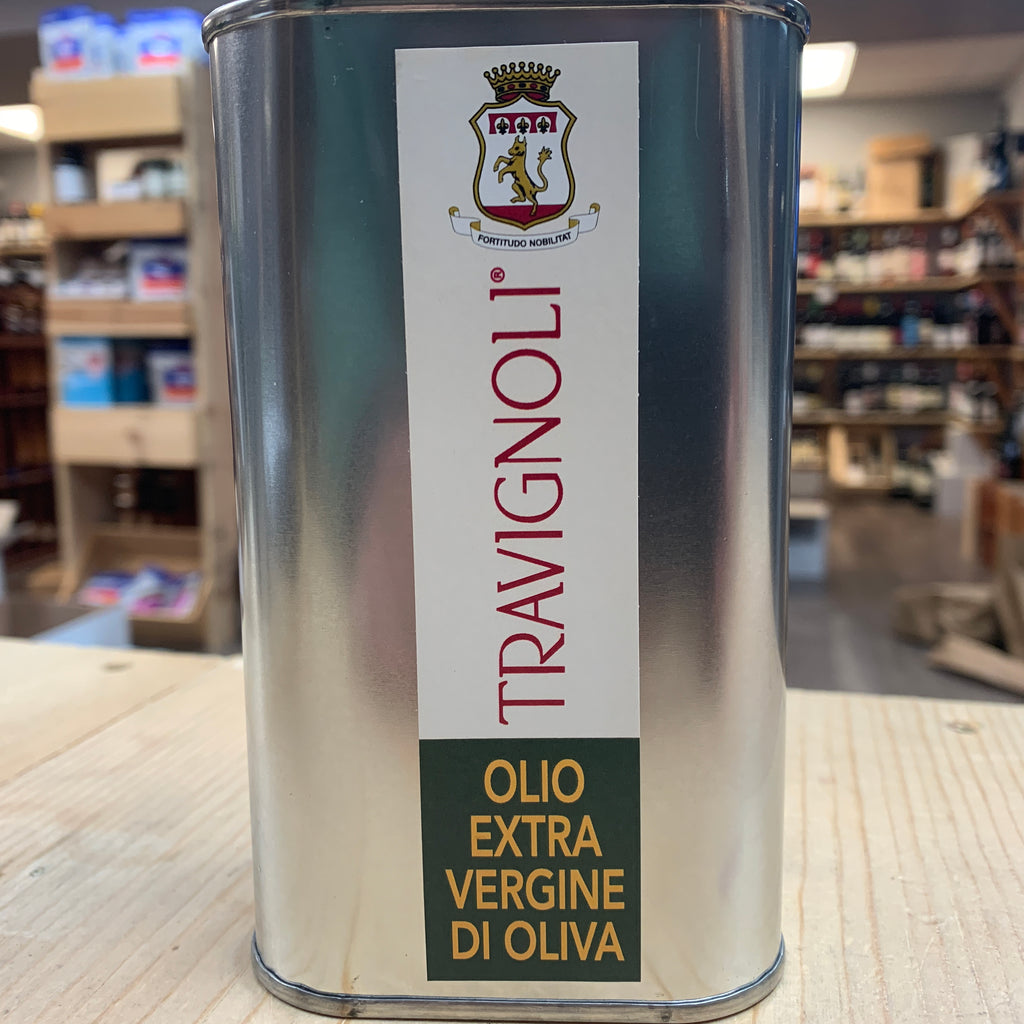 FORTITUDO NOBILITAT
TRAVIGNOLI®
OLIO
EXTRA
VERGINE
DI OLIVA